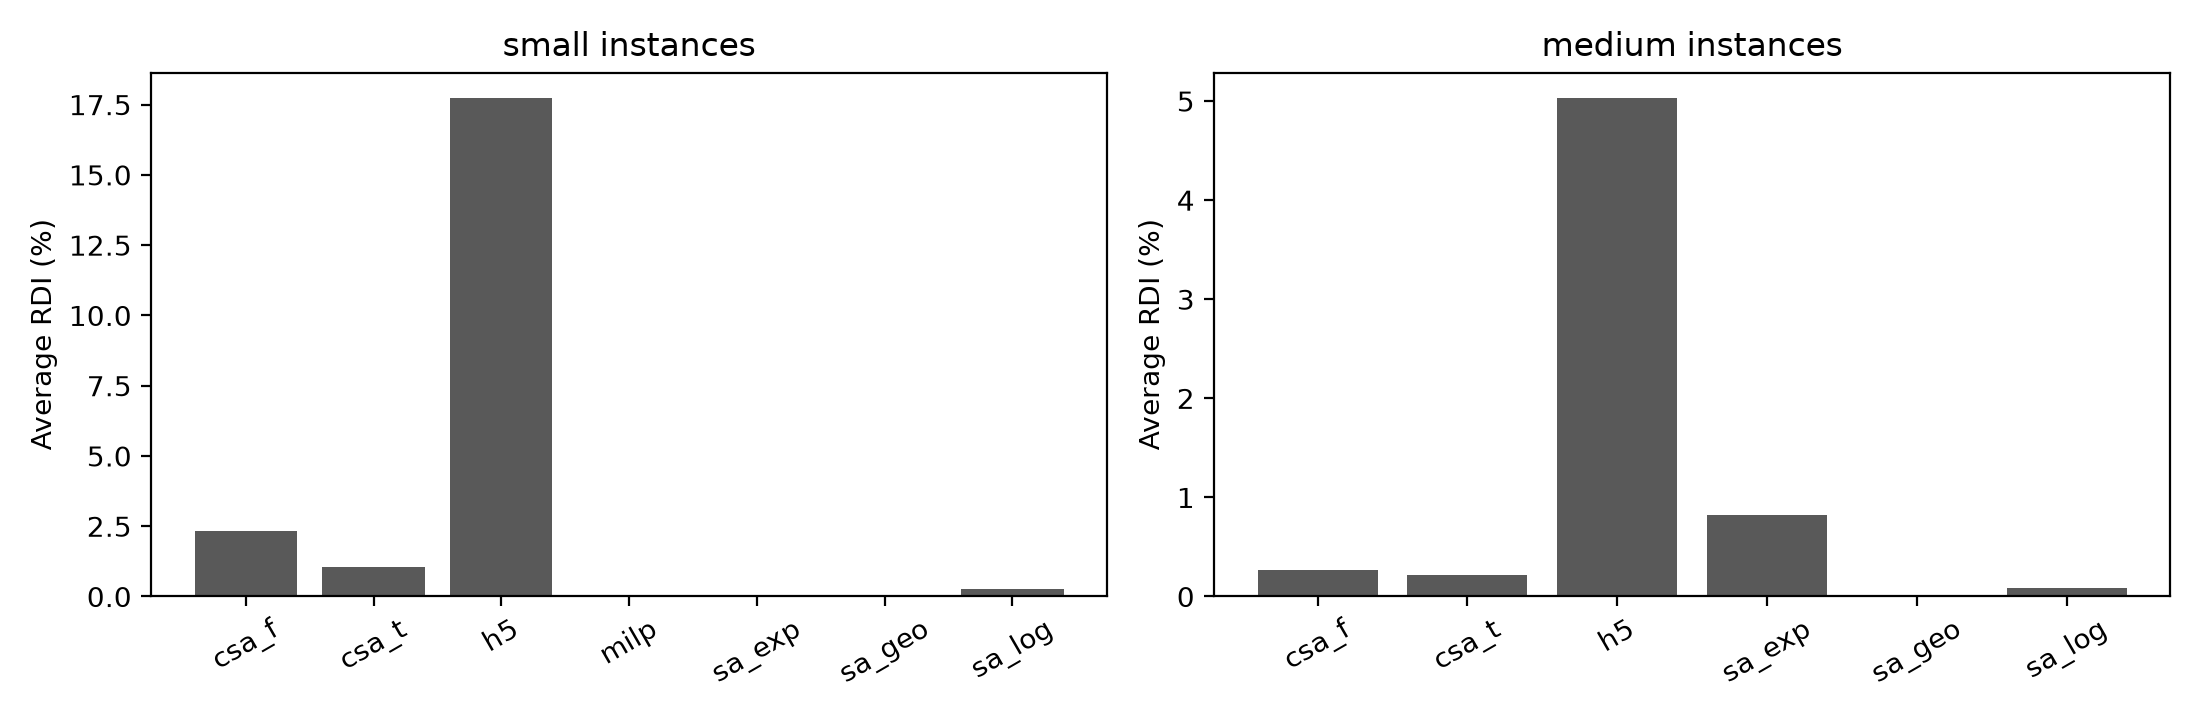 small instances
Average RDI (%)
17.5
15.0
12.5
10.0
7.5
5.0
2.5
0.0
csa_f
csa_t
h5
milp
sa_exp
sa_geo
sa_log
medium instances
Average RDI (%)
5
4
3
2
1
0
csa_f
csa_t
h5
sa_exp
sa_geo
sa_log